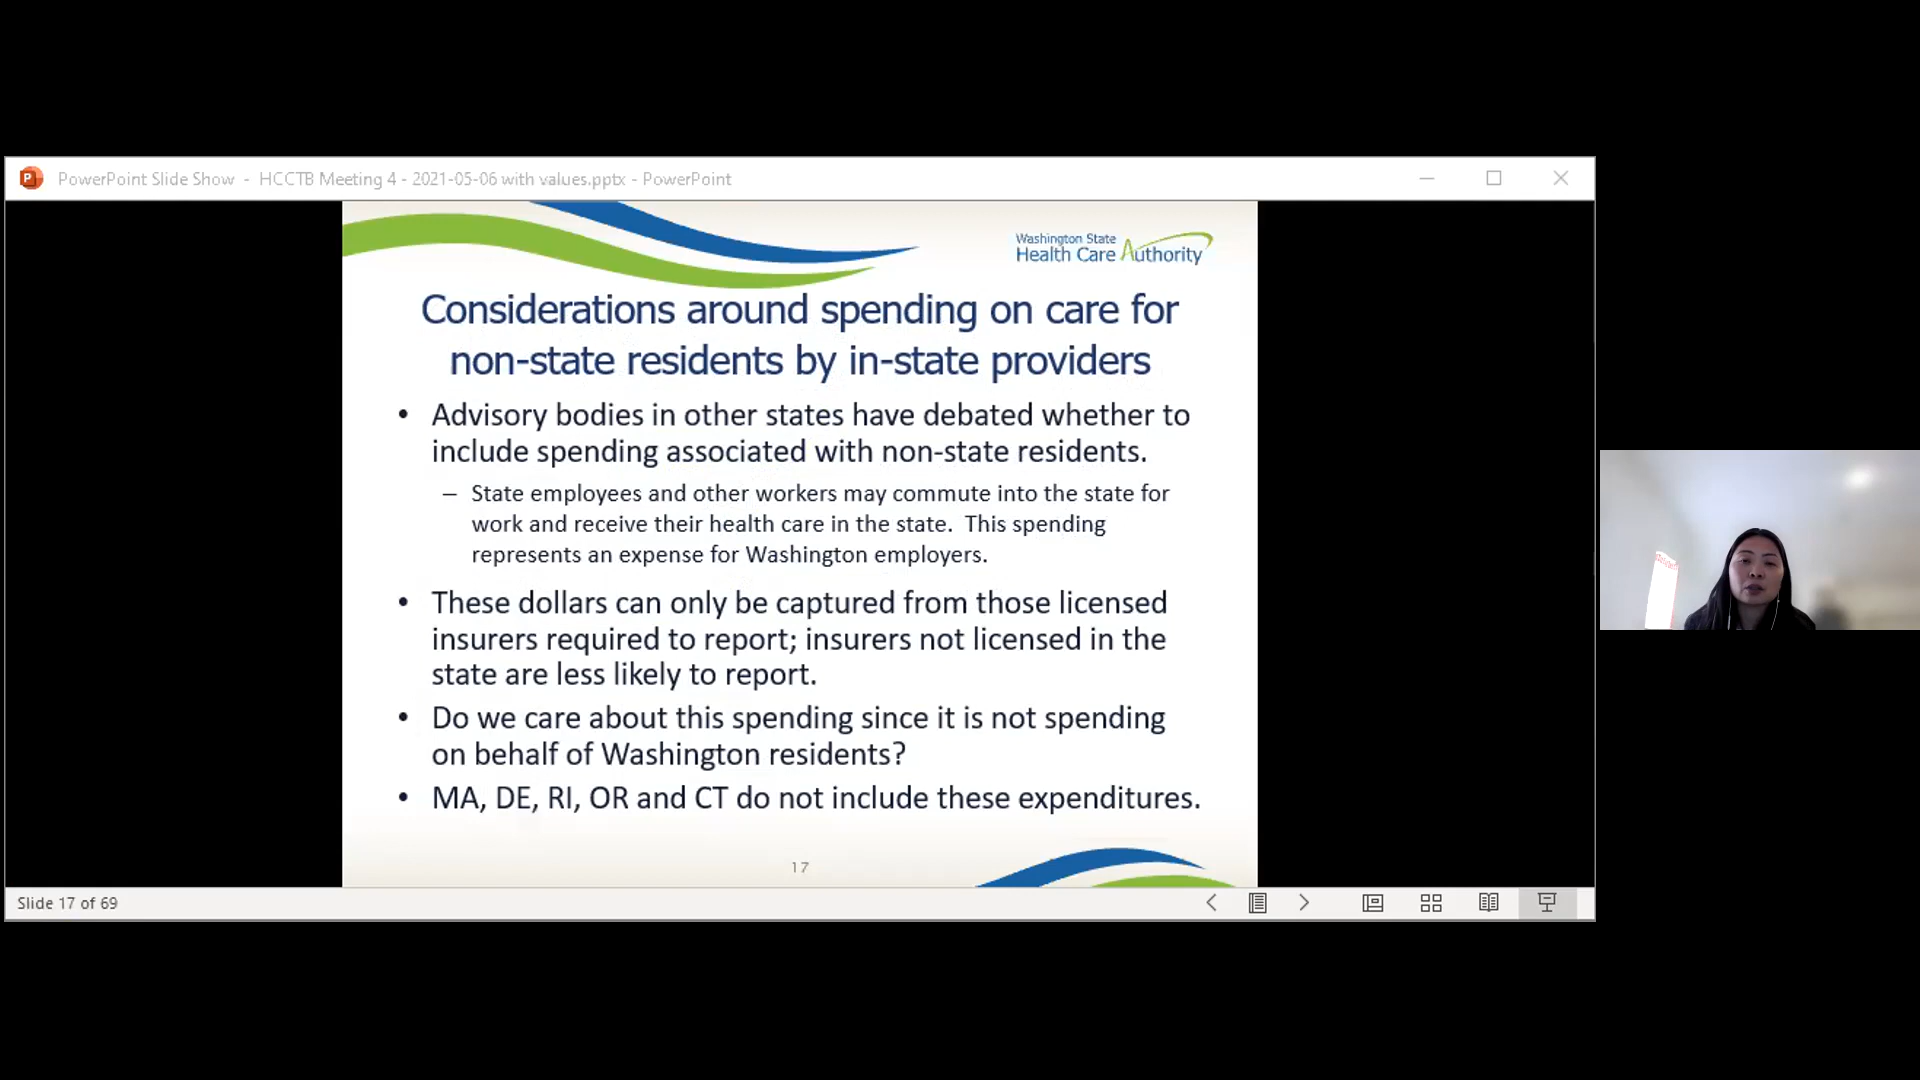 PowerPoint Slide Show - HCCTB Meeting 4 - 2021-05-06 with values.pptx - PowerPoint
Washington State
Health Care Authority
Considerations around spending on care for
non-state residents by in-state providers
• Advisory bodies in other states have debated whether to
include spending associated with non-state residents.
– State employees and other workers may commute into the state for
work and receive their health care in the state. This spending
represents an expense for Washington employers.
• These dollars can only be captured from those licensed
insurers required to report; insurers not licensed in the
state are less likely to report.
• Do we care about this spending since it is not spending
on behalf of Washington residents?
• MA, DE, RI, OR and CT do not include these expenditures.
17
Slide 17 of 69